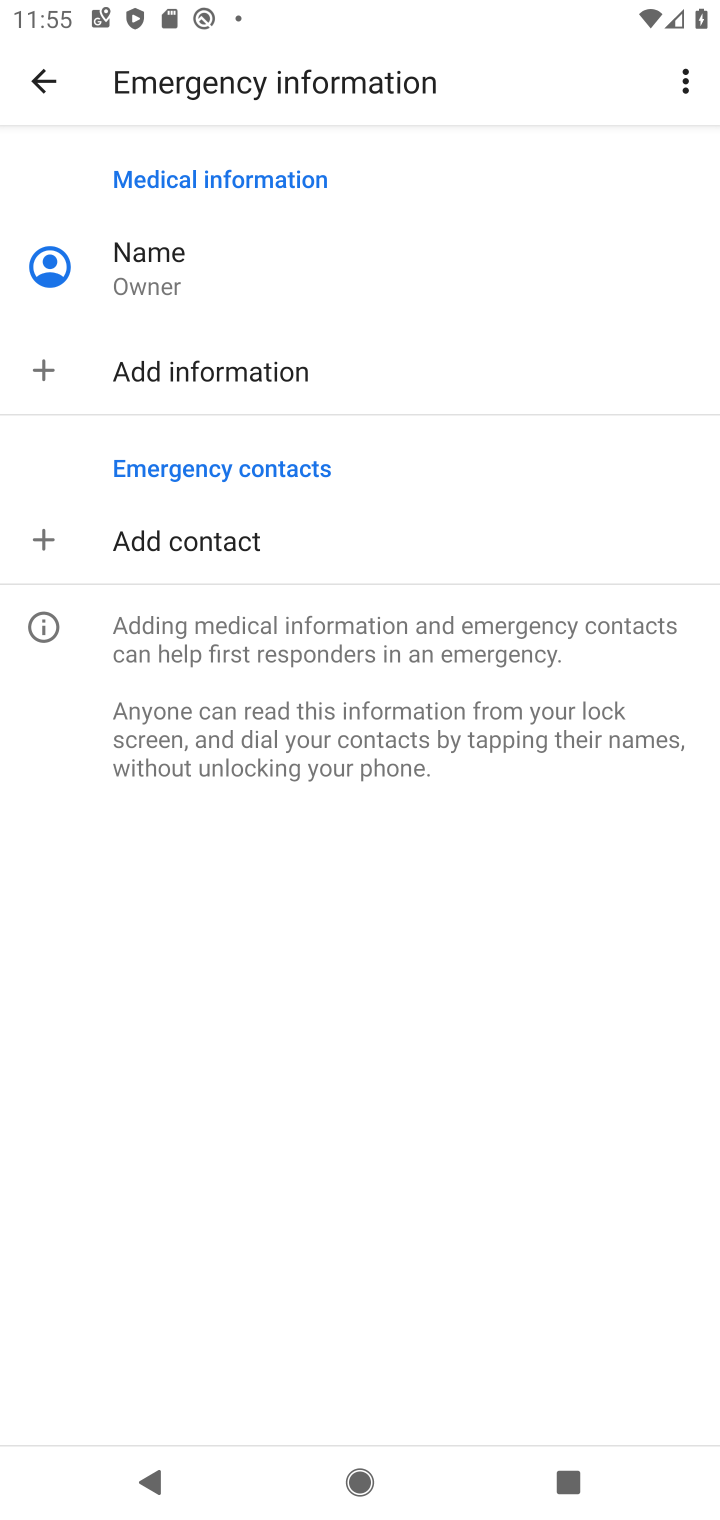 11:55
Emergency information
Medical information
Name
Owner
Add information
Emergency contacts
Add contact
Adding medical information and emergency contacts
can help first responders in an emergency.
Anyone can read this information from your lock
screen, and dial your contacts by tapping their names,
without unlocking your phone.